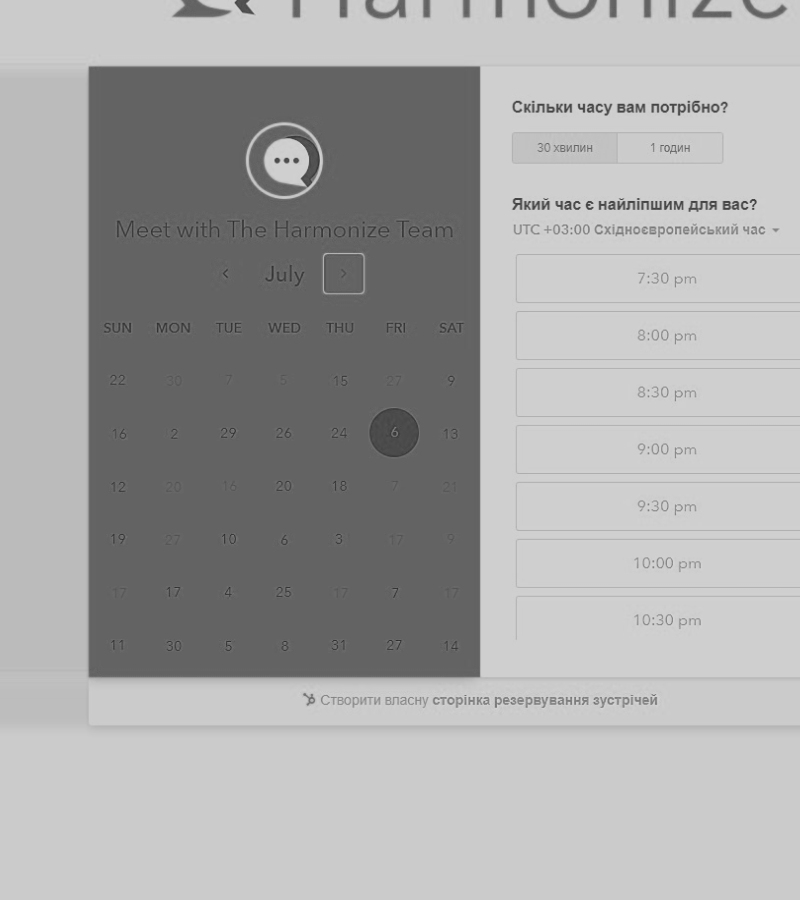 Harmonize
Meet with The Harmonize Team
July
SUN MON TUE WED THU FRI SAT
22 30 7 5 15 27 9
16 2 29 26 24 6 13
12 20 16 20 18 7 21
19 27 10 6 3 17 9
17 17 4 25 17 7 17
11 30 5 8 31 27 14
Скільки часу вам потрібно?
30 хвилин 1 годин
Який час є найліпшим для вас?
UTC +03:00 Східноєвропейський час
7:30 pm
8:00 pm
8:30 pm
9:00 pm
9:30 pm
10:00 pm
10:30 pm
Створити власну сторінка резервування зустрічей